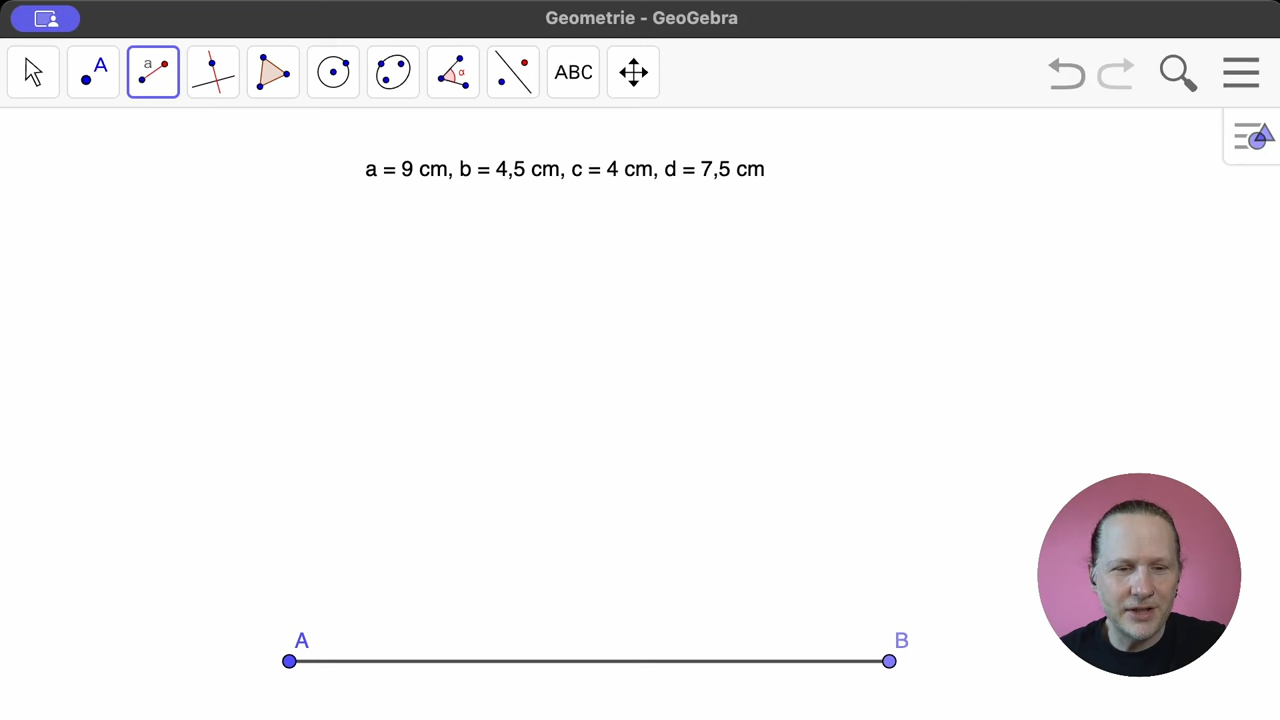 Geometrie - GeoGebra
A
a
α
ABC
a = 9 cm, b = 4,5 cm, c = 4 cm, d = 7,5 cm
A
B